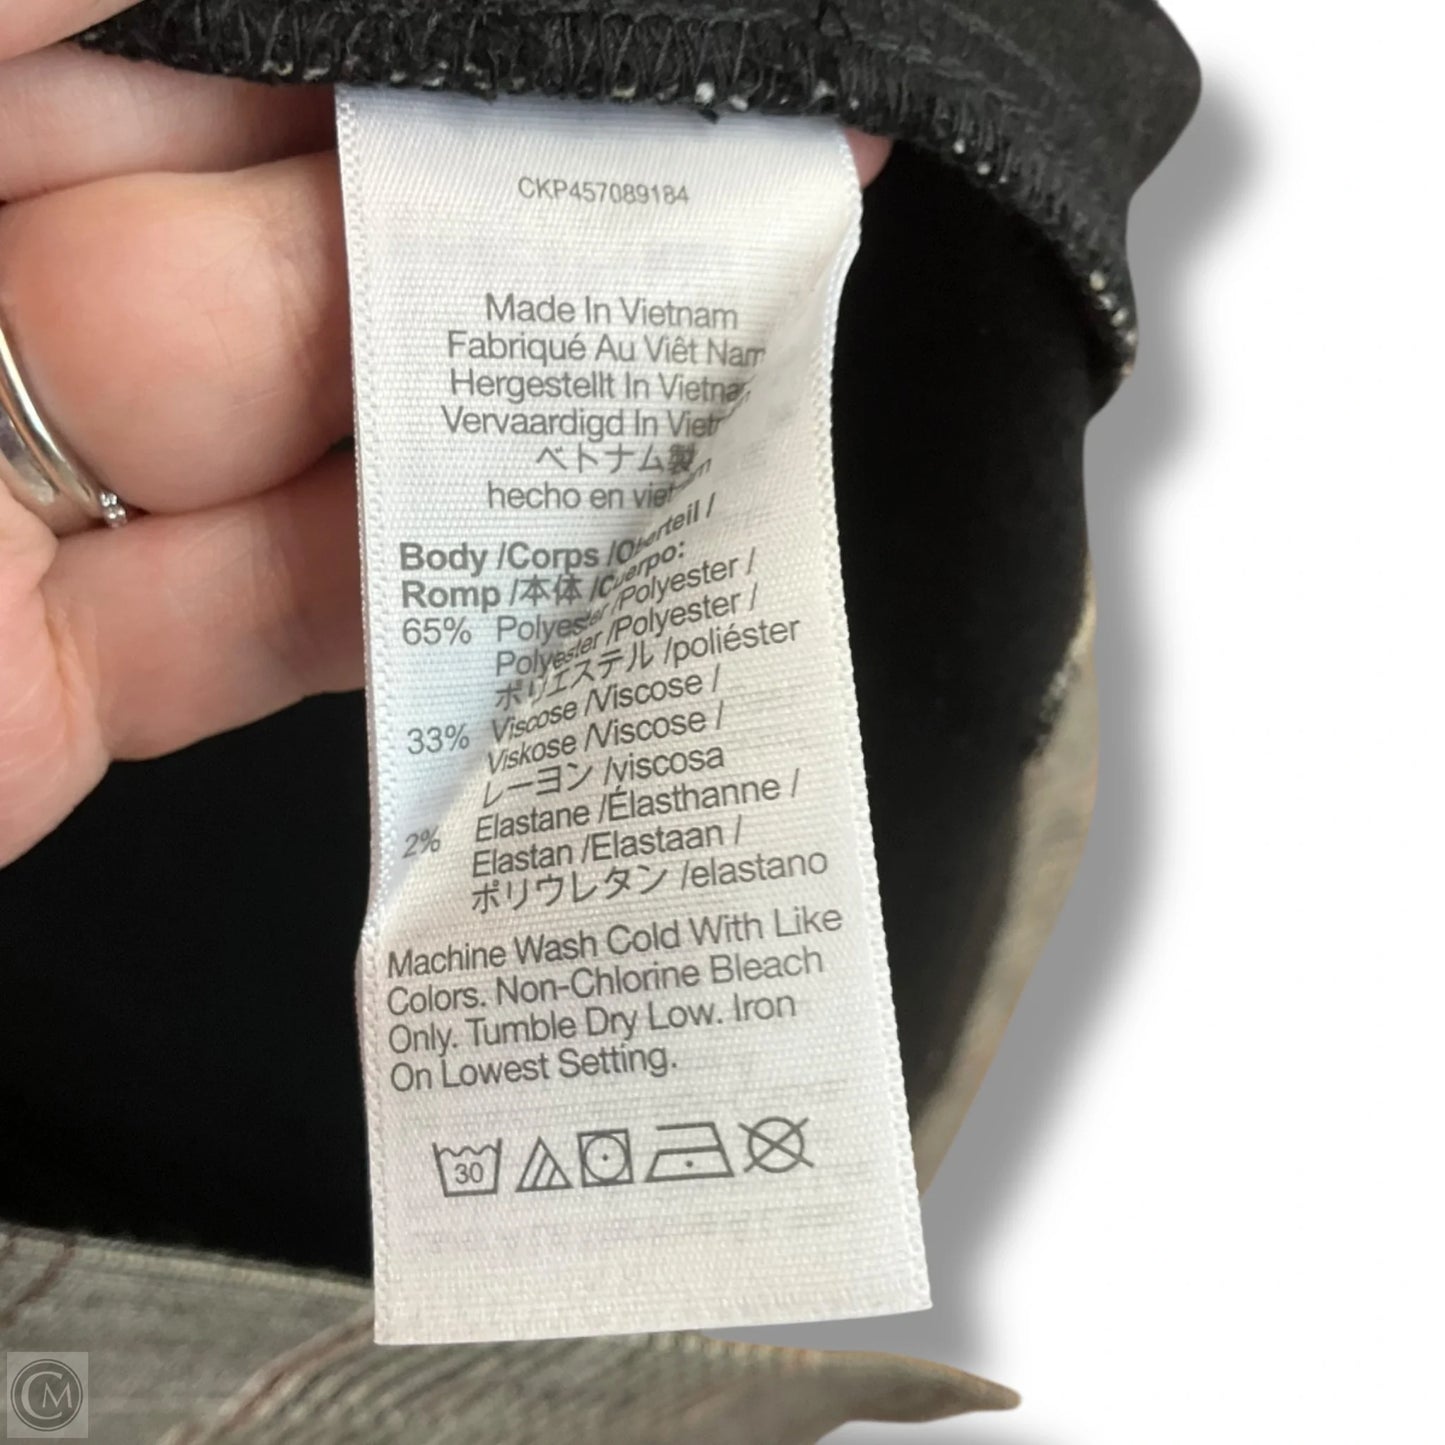 CKP457089184
Made In Vietnam
Fabriqué Au Viêt Nam
Hergestellt In
Vervaardigd In
ベトナム製
hecho en
Body /Corps /Oberteil /
Romp /本体 /Cuerpo:
65% Polyester /Polyester /
Polyester /Polyester /
ポリエステル /poliéster
33% Viscose /Viscose /
Viskose /Viscose /
レーヨン /viscosa
2% Elastane /Élasthanne /
Elastan /Elastaan /
ポリウレタン /elastano
Machine Wash Cold With Like
Colors. Non-Chlorine Bleach
Only. Tumble Dry Low. Iron
On Lowest Setting.
30
CM